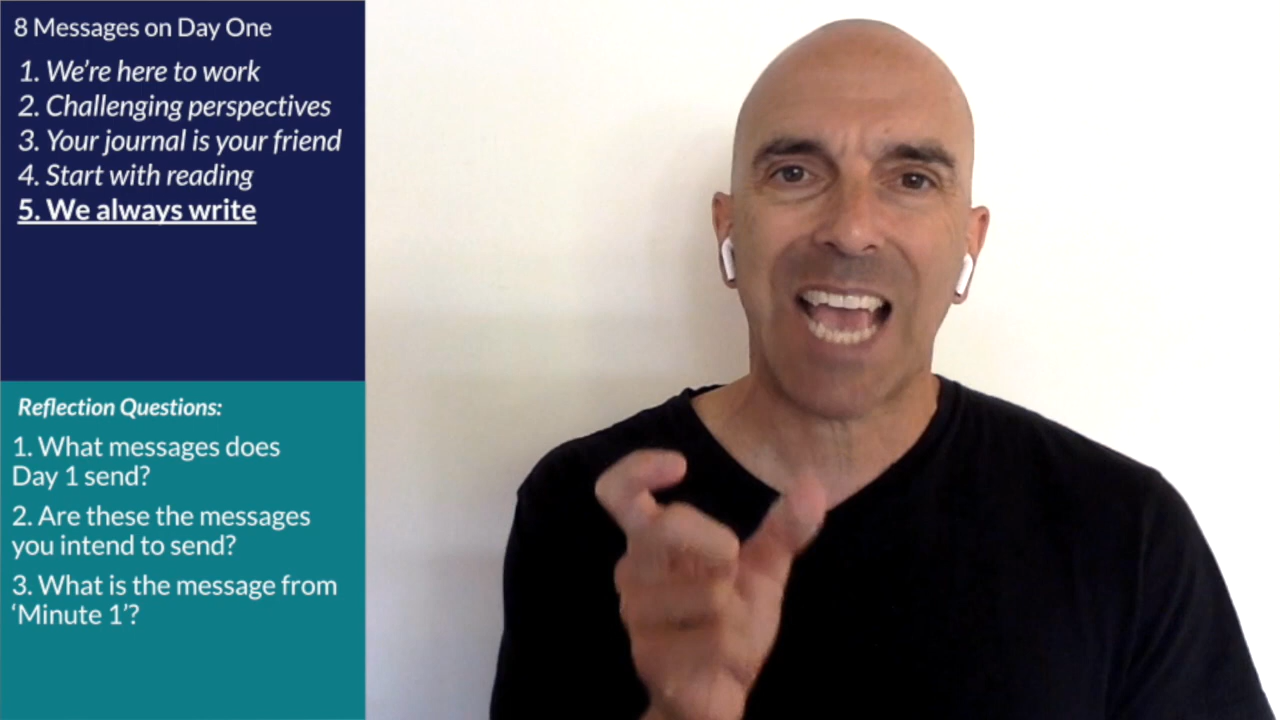 8 Messages on Day One
1. We're here to work
2. Challenging perspectives
3. Your journal is your friend
4. Start with reading
5. We always write
Reflection Questions:
1. What messages does
Day 1 send?
2. Are these the messages
you intend to send?
3. What is the message from
‘Minute 1’?